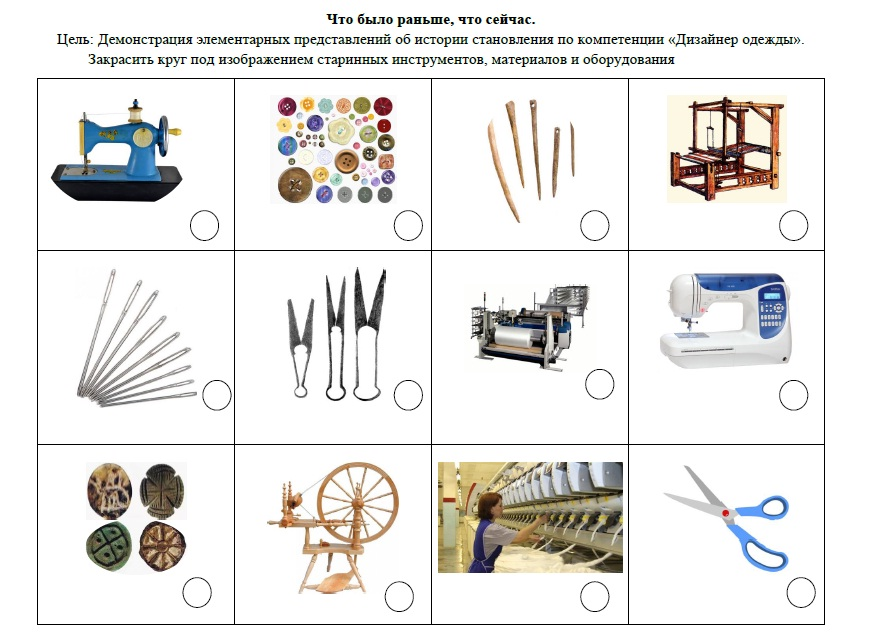 Что было раньше, что сейчас.
Цель: Демонстрация элементарных представлений об истории становления по компетенции «Дизайнер одежды».
Закрасить круг под изображением старинных инструментов, материалов и оборудования